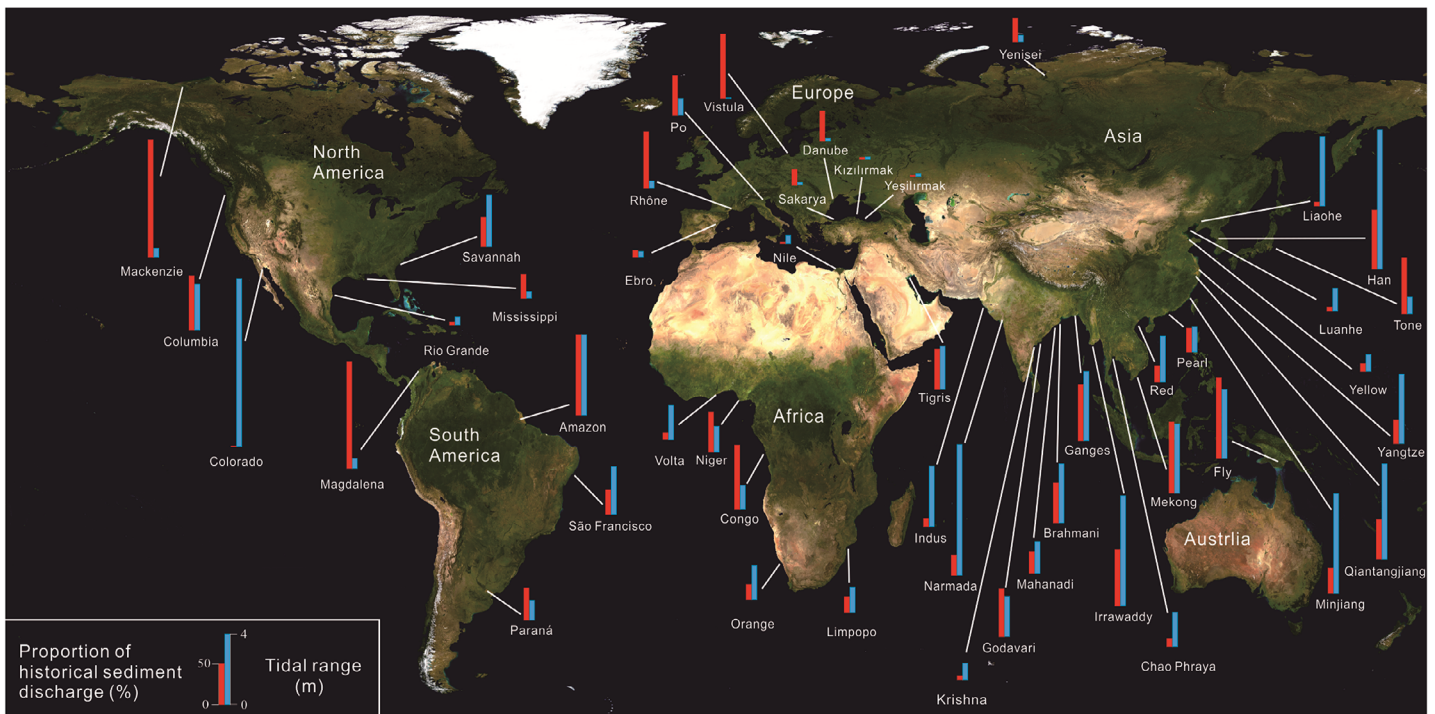 Yenisei
Vistula
Europe
Po
Danube
Asia
North
America
Kızılırmak
Yeşilırmak
Rhône
Sakarya
Liaohe
Savannah
Mackenzie
Nile
Ebro
Han
Mississippi
Luanhe
Tone
Columbia
Rio Grande
Pearl
Red
Yellow
Tigris
Amazon
Africa
Ganges
South
America
Colorado
Volta
Niger
Yangtze
Fly
Magdalena
Mekong
Congo
São Francisco
Indus
Brahmani
Austrlia
Narmada
Mahanadi
Qiantangjiang
Minjiang
Irrawaddy
Orange
Limpopo
Paraná
Godavari
Chao Phraya
Krishna
Proportion of
historical sediment
discharge (%)
50
0
4
0
Tidal range
(m)